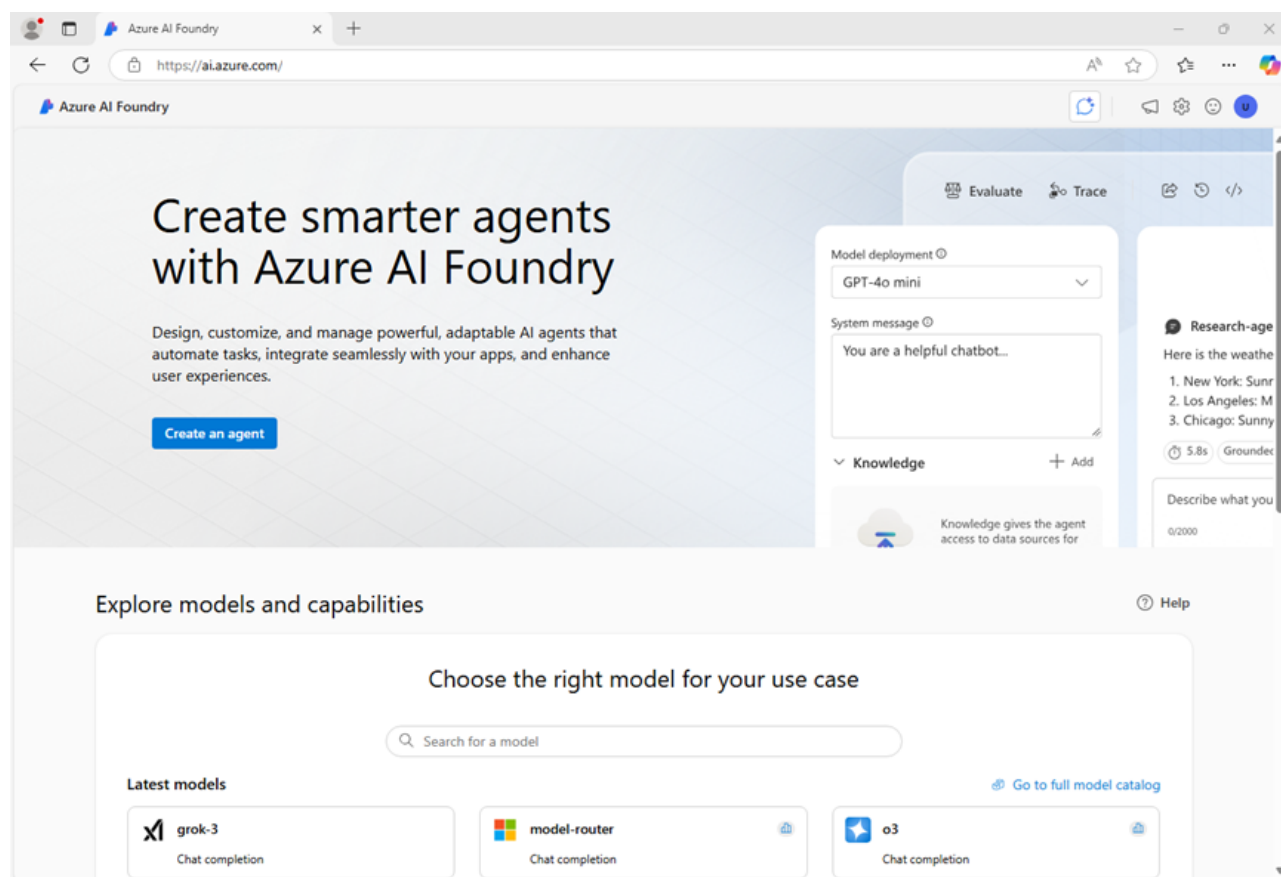 Azure AI Foundry
https://ai.azure.com/
Azure AI Foundry
U
Create smarter agents
with Azure AI Foundry
Design, customize, and manage powerful, adaptable AI agents that
automate tasks, integrate seamlessly with your apps, and enhance
user experiences.
Create an agent
Evaluate
Trace
Model deployment
GPT-4o mini
System message
You are a helpful chatbot...
Knowledge
Add
Knowledge gives the agent
access to data sources for
Research-age
Here is the weathe
1. New York: Sunr
2. Los Angeles: M
3. Chicago: Sunny
5.8s
Grounded
Describe what you
0/2000
Explore models and capabilities
Help
Choose the right model for your use case
Search for a model
Latest models
Go to full model catalog
grok-3
Chat completion
model-router
Chat completion
o3
Chat completion